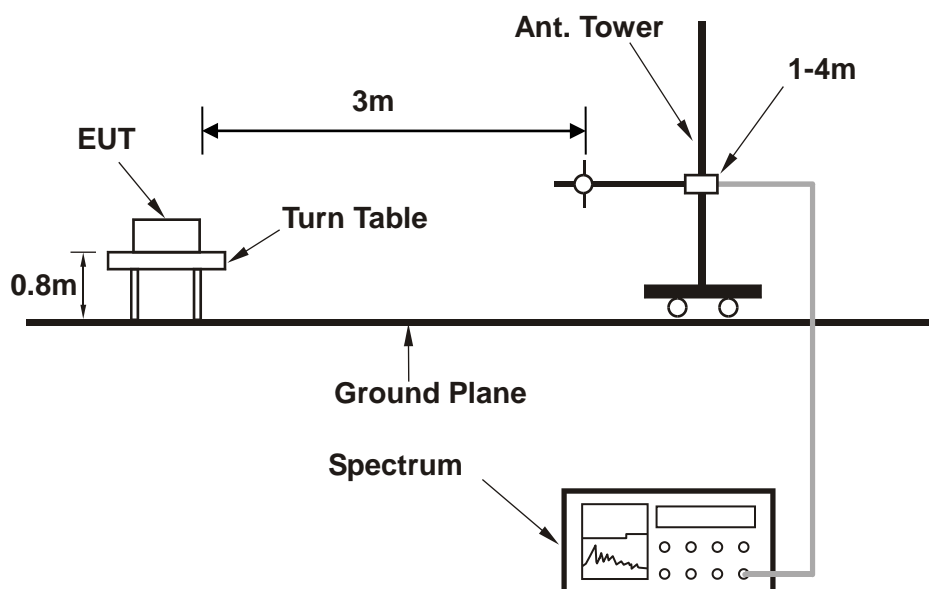 Ant. Tower
1-4m
3m
EUT
Turn Table
0.8m
Ground Plane
Spectrum